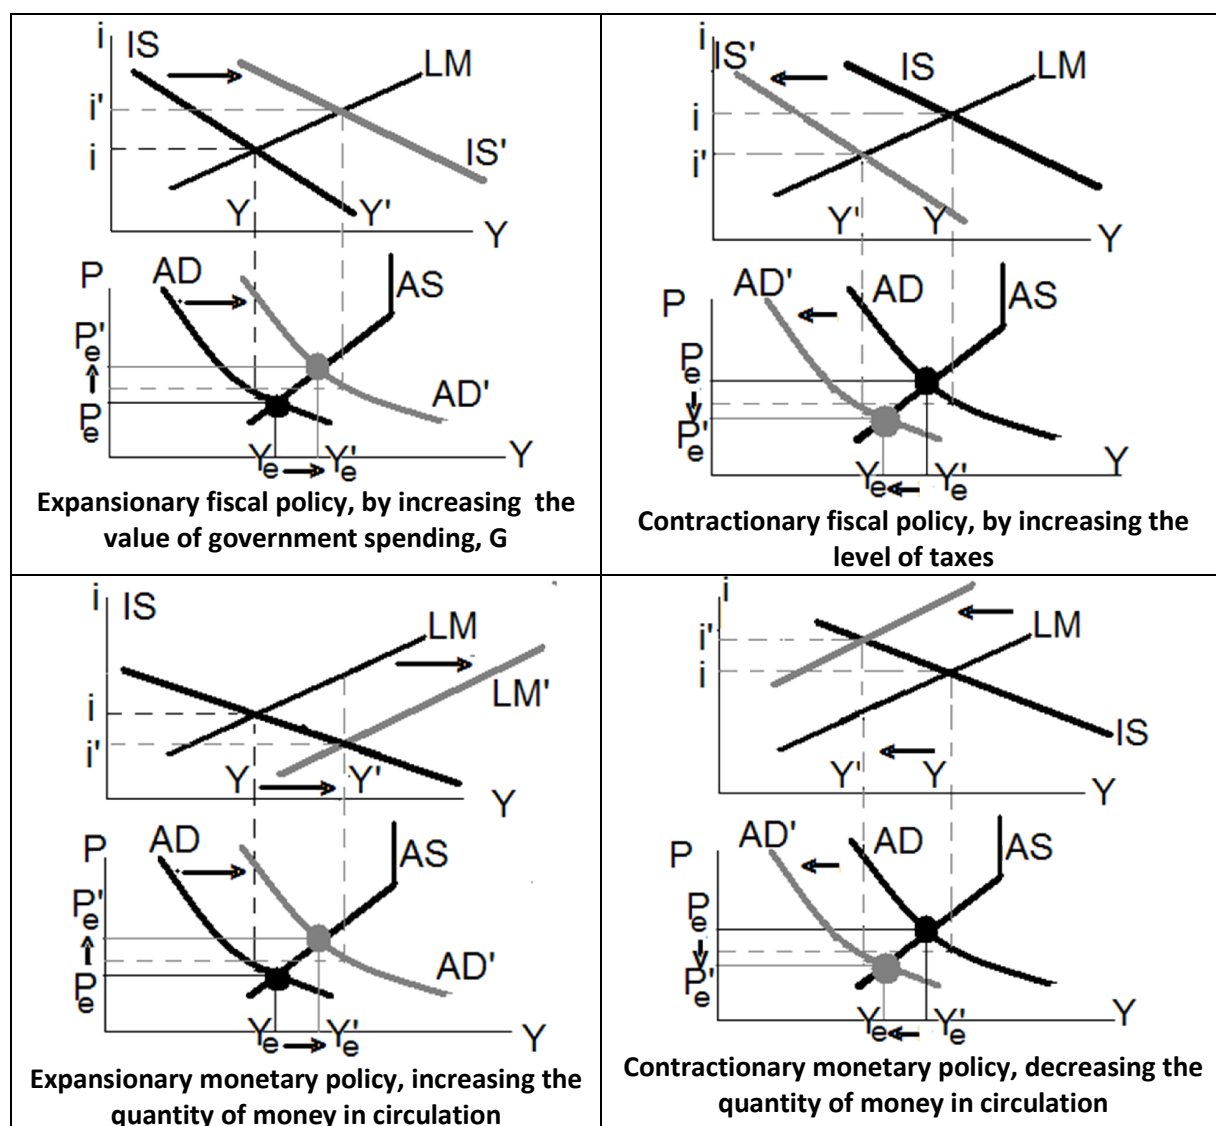 i
IS
LM
i'
i
IS'
Y
Y'
Y
P
AD
AS
P'e
Pe
AD'
Ye
Y'e
Y
Expansionary fiscal policy, by increasing the
value of government spending, G
i
IS'
IS
LM
i
i'
Y'
Y
Y
P
AD'
AD
AS
Pe
P'e
Ye
Y'e
Y
Contractionary fiscal policy, by increasing the
level of taxes
i
IS
LM
LM'
i
i'
Y
Y'
Y
P
AD
AS
P'e
Pe
AD'
Ye
Y'e
Y
Expansionary monetary policy, increasing the
quantity of money in circulation
i
i'
LM
i
IS
Y'
Y
Y
P
AD'
AD
AS
Pe
P'e
Ye
Y'e
Y
Contractionary monetary policy, decreasing the
quantity of money in circulation